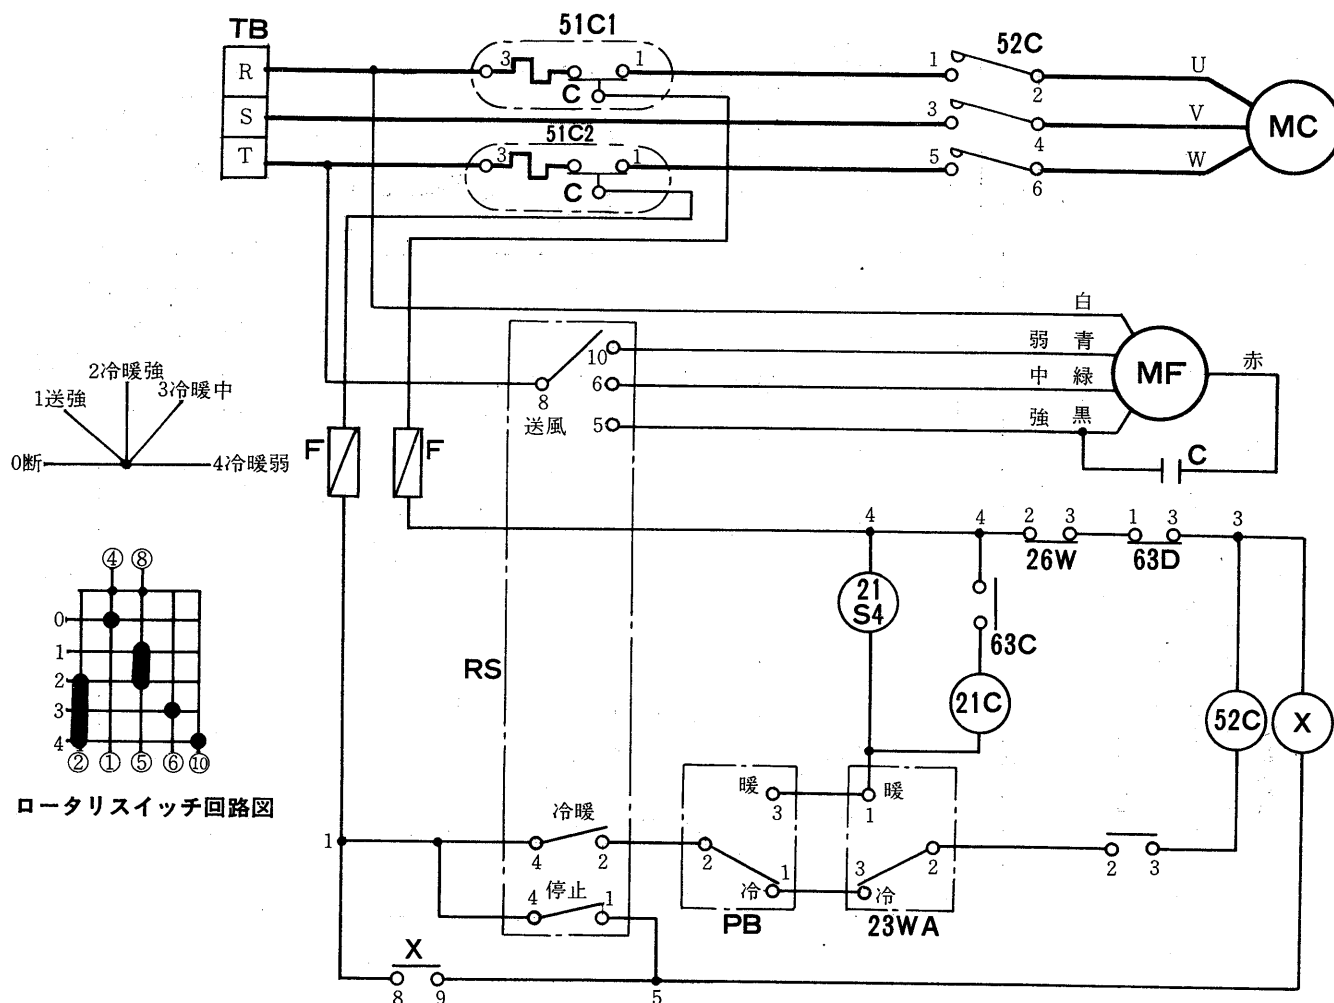 TB
51C1
R
3
1
C
1
52C
2
U
S
3
4
V
MC
51C2
T
3
1
C
5
6
W
白
弱 青
中 緑
強 黒
MF
赤
C
10
8
6
送風
5
2冷暖強
1送強
3冷暖中
0断
4冷暖弱
F
F
4
4
2
3
26W
1
3
63D
3
21
S4
63C
21C
52C
X
④ ⑧
0
1
2
3
4
② ① ⑤ ⑥ ⑩
ロータリスイッチ回路図
RS
冷暖
4
2
停止
4
1
1
暖
3
2
1
冷
PB
暖
1
3
2
冷
23WA
2
3
X
8
9
5